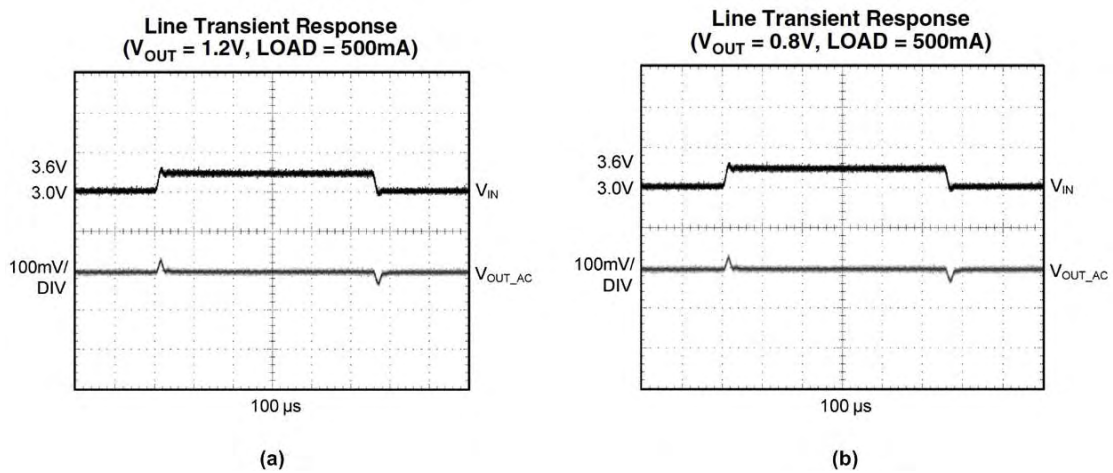 Line Transient Response
(VOUT = 1.2V, LOAD = 500mA)
3.6V
3.0V
VIN
100mV/
DIV
VOUT_AC
100 µs
(a)
Line Transient Response
(VOUT = 0.8V, LOAD = 500mA)
3.6V
3.0V
VIN
100mV/
DIV
VOUT_AC
100 µs
(b)